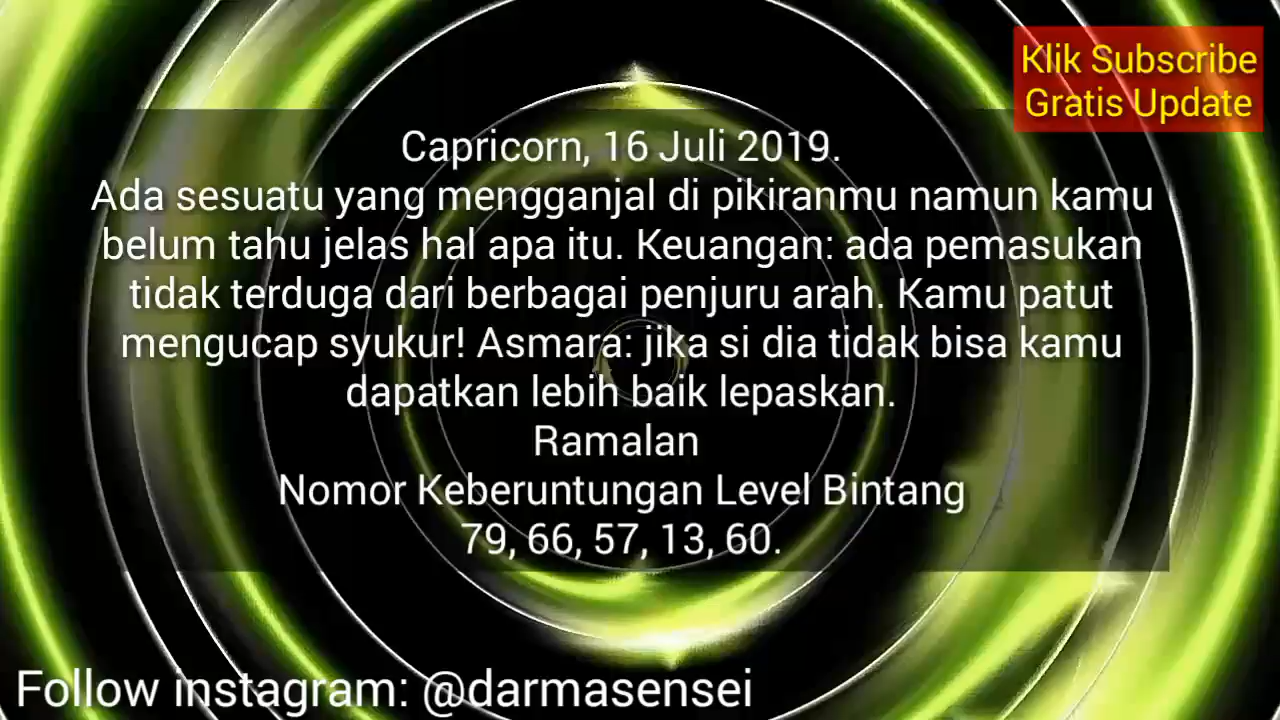 Klik Subscribe
Gratis Update
Capricorn, 16 Juli 2019.
Ada sesuatu yang mengganjal di pikiranmu namun kamu
belum tahu jelas hal apa itu. Keuangan: ada pemasukan
tidak terduga dari berbagai penjuru arah. Kamu patut
mengucap syukur! Asmara: jika si dia tidak bisa kamu
dapatkan lebih baik lepaskan.
Ramalan
Nomor Keberuntungan Level Bintang
79, 66, 57, 13, 60.
Follow instagram: @darmasensei